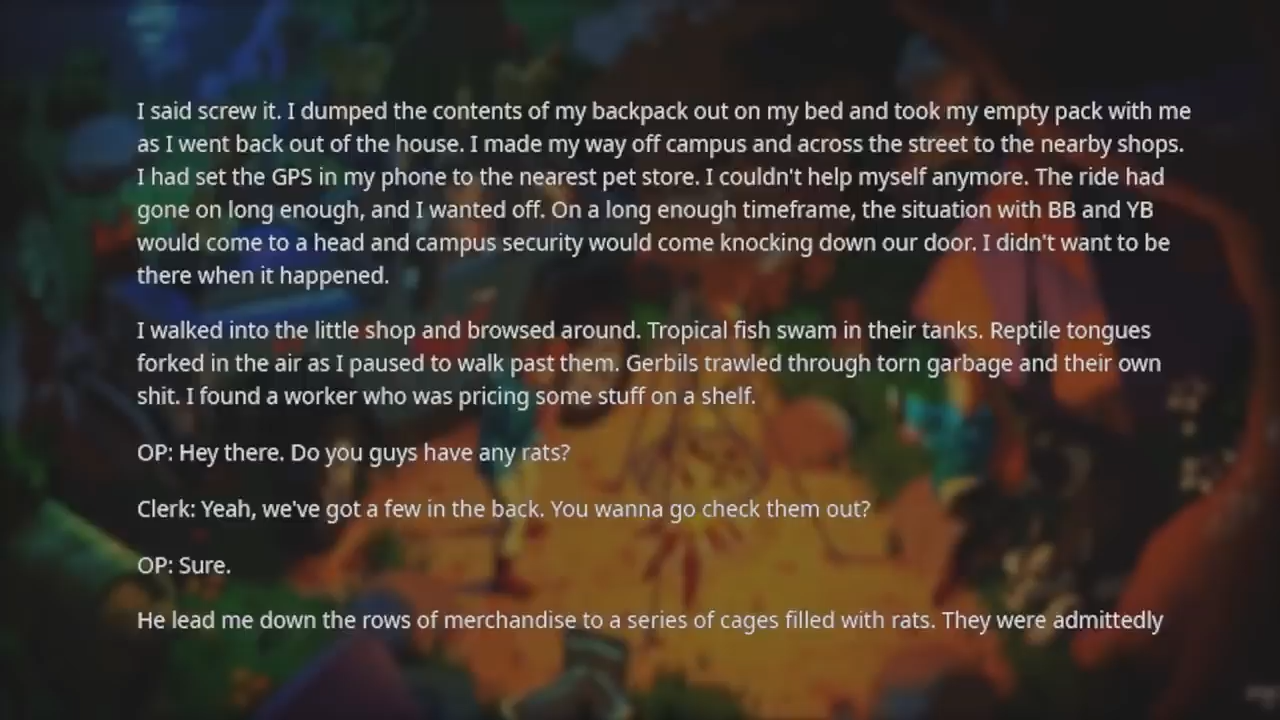 I said screw it. I dumped the contents of my backpack out on my bed and took my empty pack with me
as I went back out of the house. I made my way off campus and across the street to the nearby shops.
I had set the GPS in my phone to the nearest pet store. I couldn't help myself anymore. The ride had
gone on long enough, and I wanted off. On a long enough timeframe, the situation with BB and YB
would come to a head and campus security would come knocking down our door. I didn't want to be
there when it happened.
I walked into the little shop and browsed around. Tropical fish swam in their tanks. Reptile tongues
forked in the air as I paused to walk past them. Gerbils trawled through torn garbage and their own
shit. I found a worker who was pricing some stuff on a shelf.
OP: Hey there. Do you guys have any rats?
Clerk: Yeah, we've got a few in the back. You wanna go check them out?
OP: Sure.
He lead me down the rows of merchandise to a series of cages filled with rats. They were admittedly